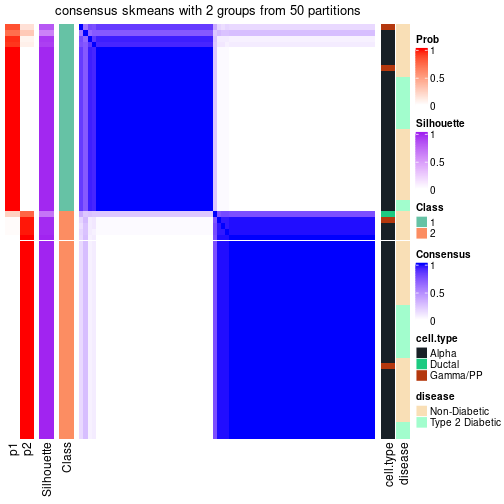 consensus skmeans with 2 groups from 50 partitions
Prob
1
0.5
0
Silhouette
1
0.5
0
Class
1
2
Consensus
1
0.5
0
cell.type
Alpha
Ductal
Gamma/PP
disease
Non-Diabetic
Type 2 Diabetic
p1
p2
Silhouette
Class
cell.type
disease